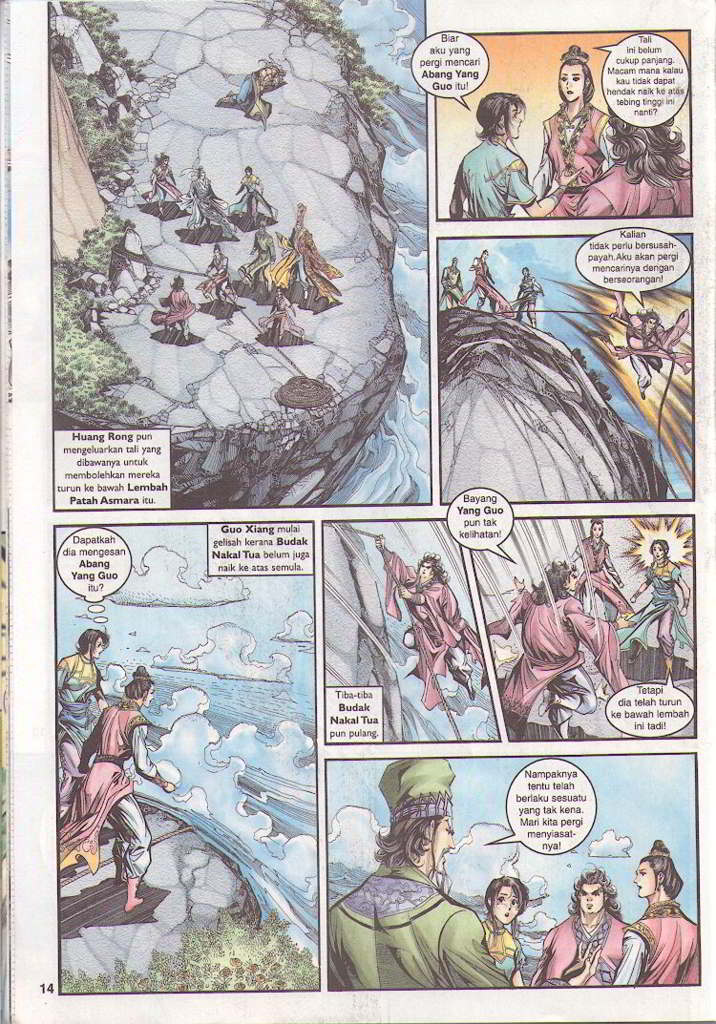 Huang Rong pun
mengeluarkan tali yang
dibawanya untuk
membolehkan mereka
turun ke bawah Lembah
Patah Asmara itu.
Biar
aku yang
pergi mencari
Abang Yang
Guo itu!
Tali
ini belum
cukup panjang.
Macam mana kalau
kau tidak dapat
hendak naik ke atas
tebing tinggi ini
nanti?
Kalian
tidak perlu bersusah-
payah.Aku akan pergi
mencarinya dengan
berseorangan!
Dapatkah
dia mengesan
Abang
Yang Guo
itu?
Guo Xiang mulai
gelisah kerana Budak
Nakal Tua belum juga
naik ke atas semula.
Tiba-tiba
Budak
Nakal Tua
pun pulang.
Bayang
Yang Guo
pun tak
kelihatan!
Tetapi
dia telah turun
ke bawah lembah
ini tadi!
Nampaknya
tentu telah
berlaku sesuatu
yang tak kena.
Mari kita pergi
menyiasat-
nya!
14